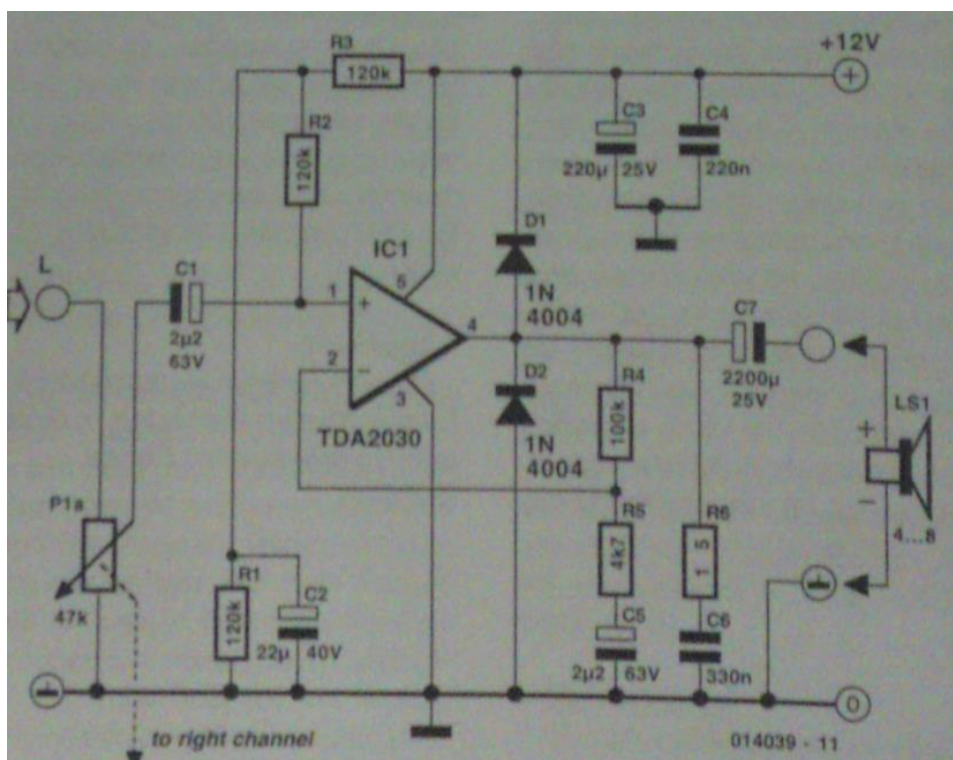 R3
+12V
120k
R2
120k
C3
C4
220µ
25V
220n
IC1
D1
L
C1
5
1N
4004
1
+
4
C7
2µ2
63V
2
−
3
D2
R4
2200µ
25V
LS1
TDA2030
1N
4004
100k
+
−
P1a
R5
R6
4k7
1 5
4...8
R1
C2
47k
120k
22µ
40V
C5
C6
2µ2
63V
330n
0
to right channel
014039 - 11